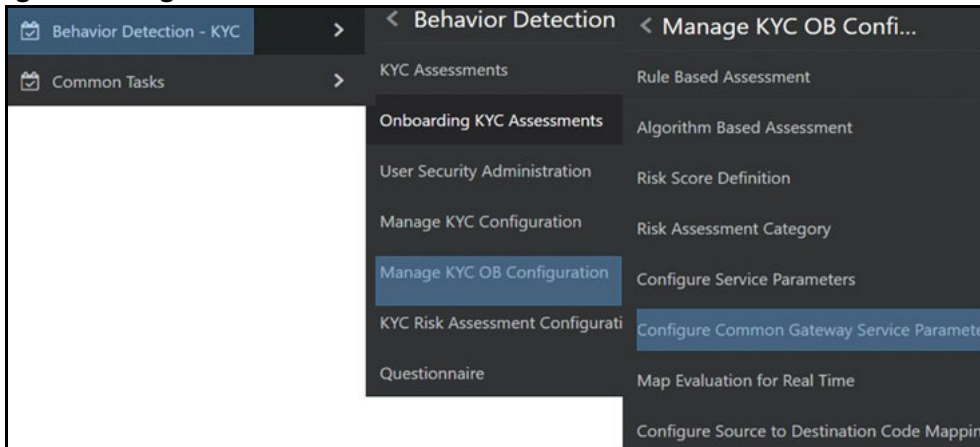 Behavior Detection - KYC
Common Tasks
Behavior Detection
KYC Assessments
Onboarding KYC Assessments
User Security Administration
Manage KYC Configuration
Manage KYC OB Configuration
KYC Risk Assessment Configurati
Questionnaire
Manage KYC OB Confi...
Rule Based Assessment
Algorithm Based Assessment
Risk Score Definition
Risk Assessment Category
Configure Service Parameters
Configure Common Gateway Service Paramete
Map Evaluation for Real Time
Configure Source to Destination Code Mappin